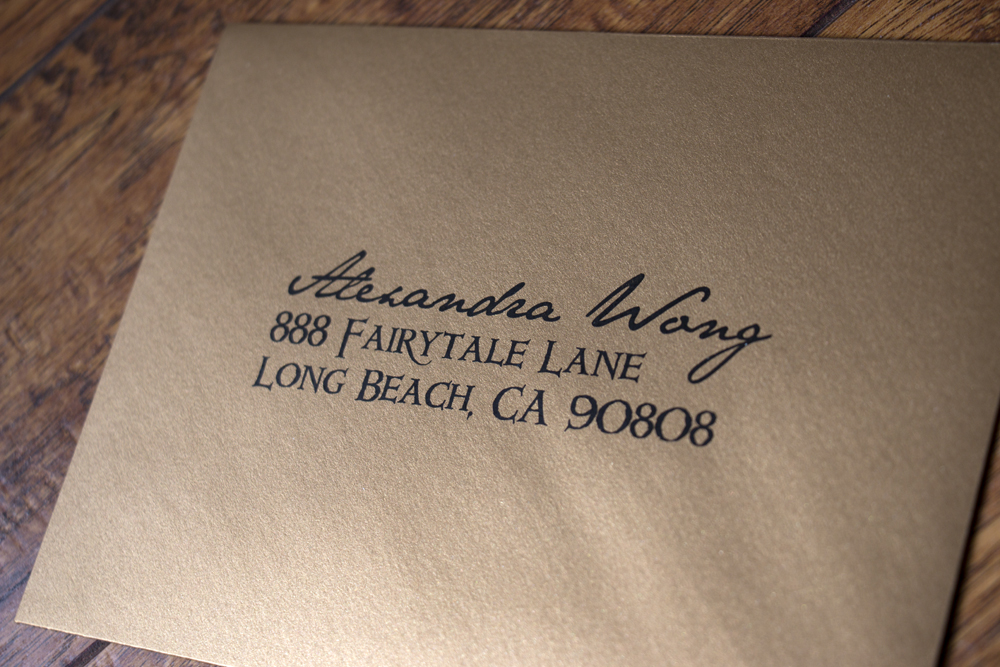 Alexandra Wong
888 Fairytale Lane
Long Beach, CA 90808